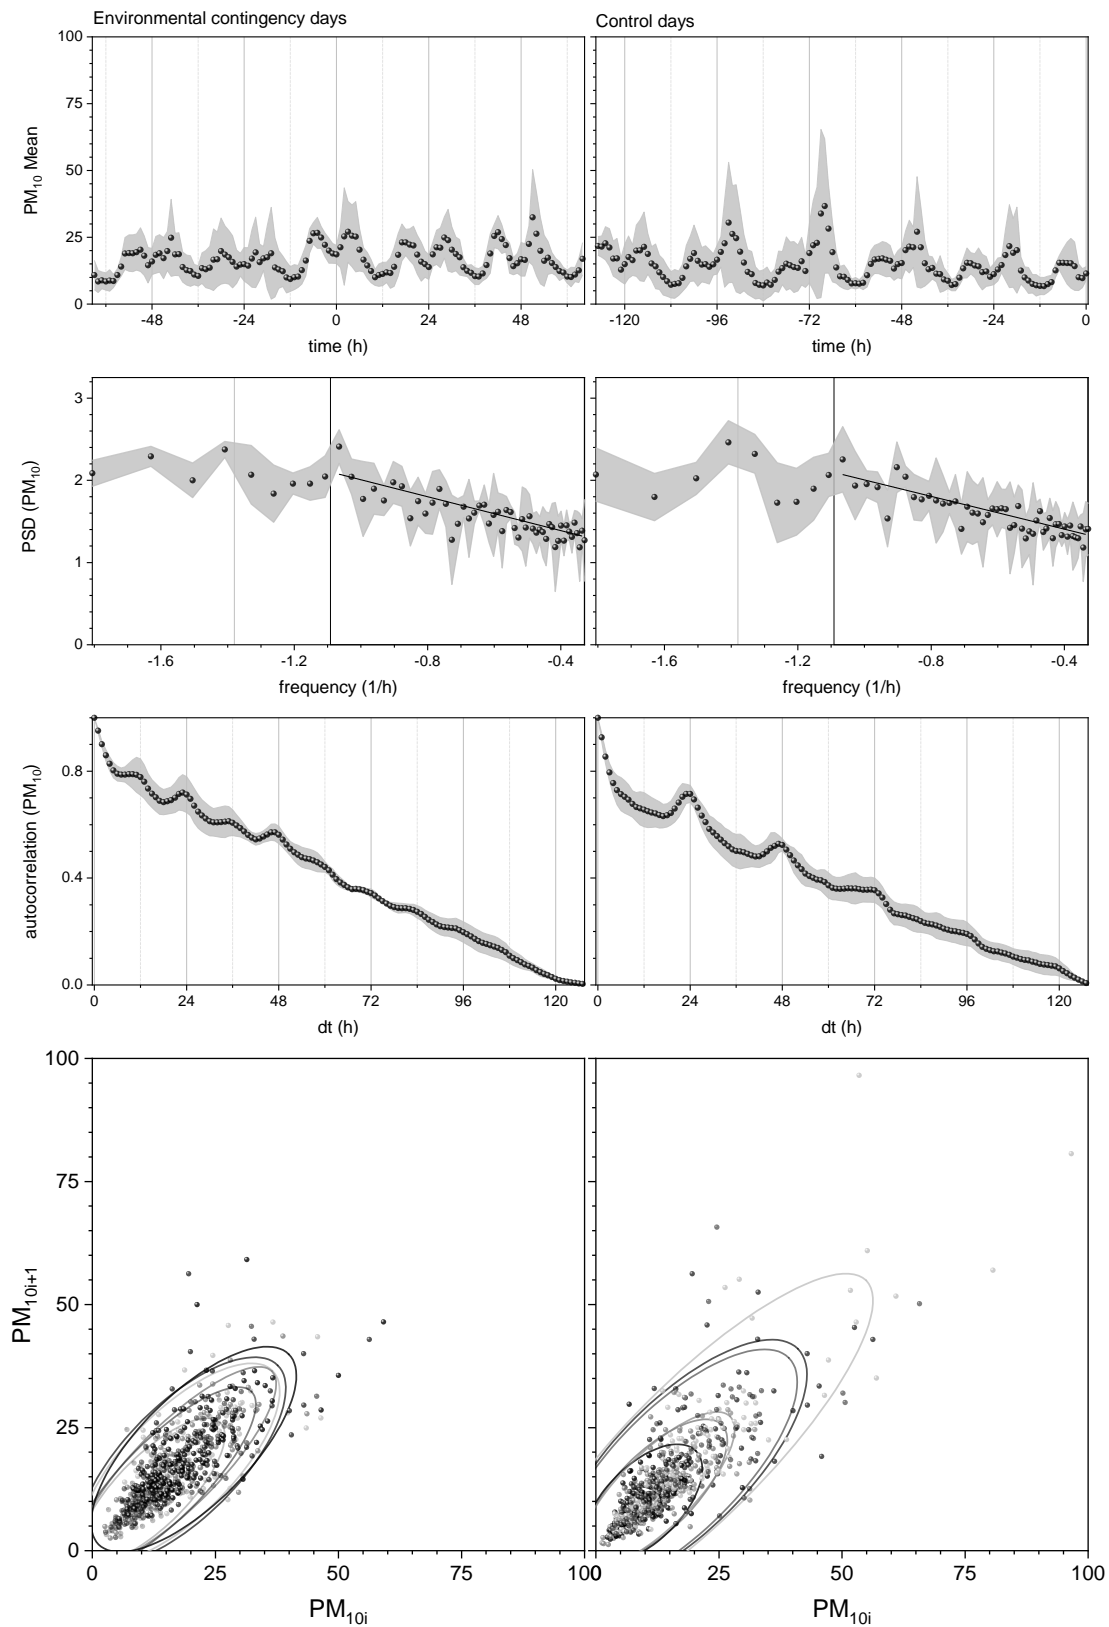 Environmental contingency days
Control days
100
75
50
25
0
PM10 Mean
-48 -24 0 24 48
-120 -96 -72 -48 -24 0
time (h)
time (h)
3
2
1
0
PSD (PM10)
-1.6 -1.2 -0.8 -0.4
-1.6 -1.2 -0.8 -0.4
frequency (1/h)
frequency (1/h)
0.8
0.4
0.0
autocorrelation (PM10)
0 24 48 72 96 120
0 24 48 72 96 120
dt (h)
dt (h)
100
75
50
25
0
PM10i+1
0 25 50 75 100
0 25 50 75 100
PM10i
PM10i